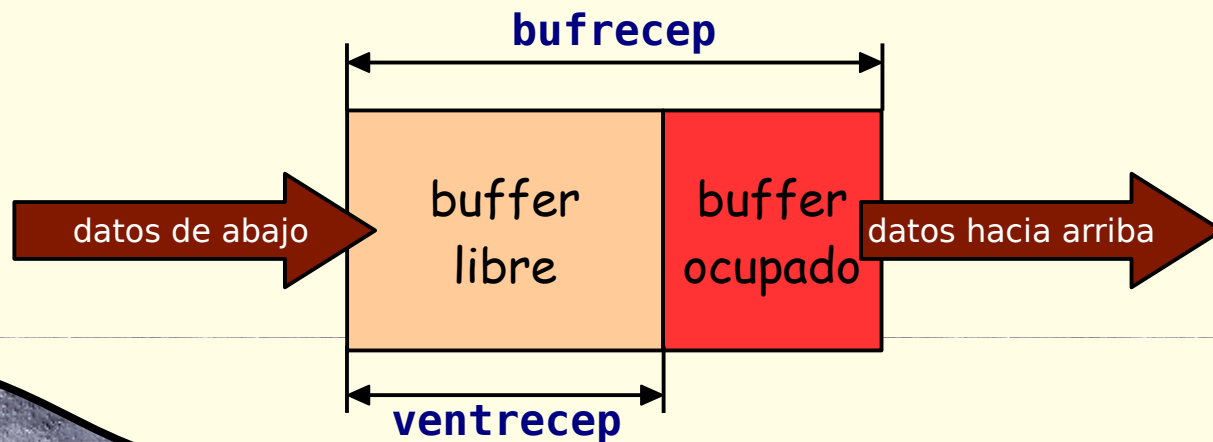 bufrecep
datos de abajo
buffer
libre
buffer
ocupado
datos hacia arriba
ventrecep